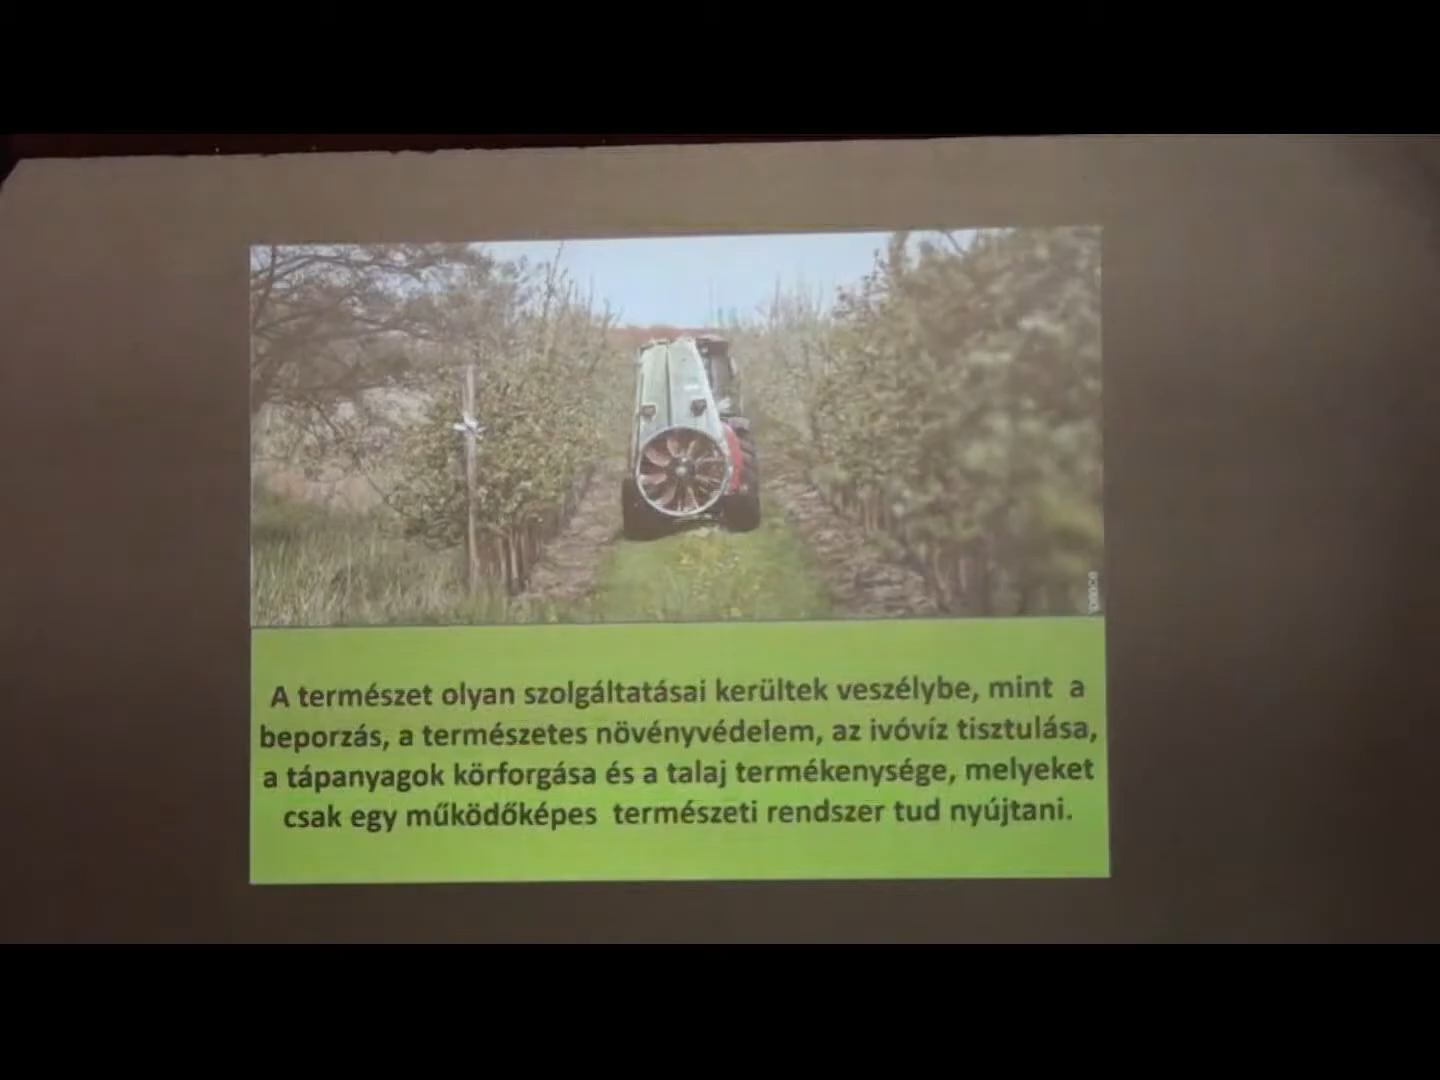 A természet olyan szolgáltatásai kerültek veszélybe, mint a
beporzás, a természetes növényvédelem, az ivóvíz tisztulása,
a tápanyagok körforgása és a talaj termékenysége, melyeket
csak egy működőképes természeti rendszer tud nyújtani.